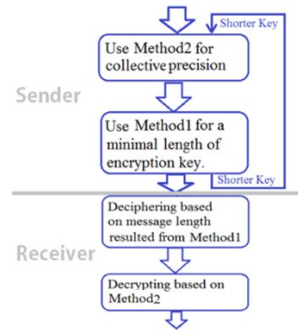 Shorter Key
Use Method2 for
collective precision
Sender
Use Method1 for a
minimal length of
encryption key.
Shorter Key
Deciphering based
on message length
resulted from Method1
Receiver
Decrypting based on
Method2